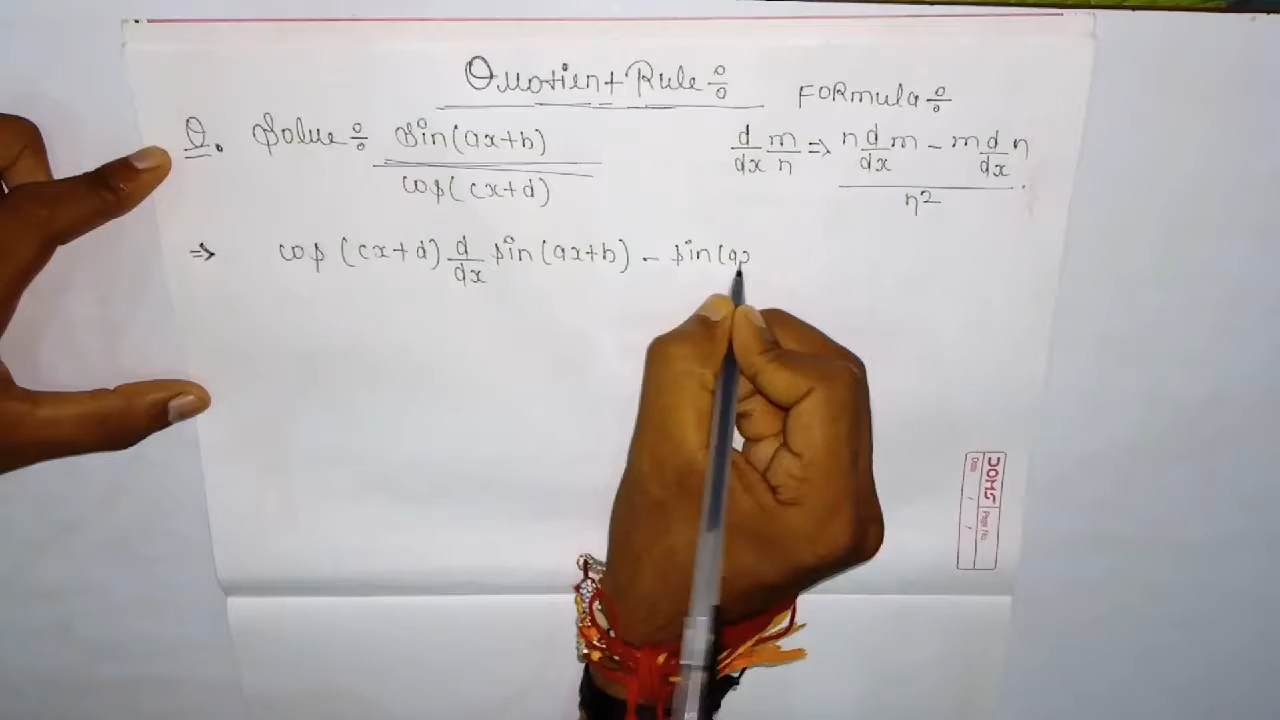 Quotient Rule ÷
FORmula ÷
Q. Solve ÷ sin(ax+b) / cos(cx+d)
d/dx m/n ⇒ n d/dx m - m d/dx n / n²
⇒ cos(cx+d) d/dx sin(ax+b) - sin(ax
DOMS
Page No.
Date / /